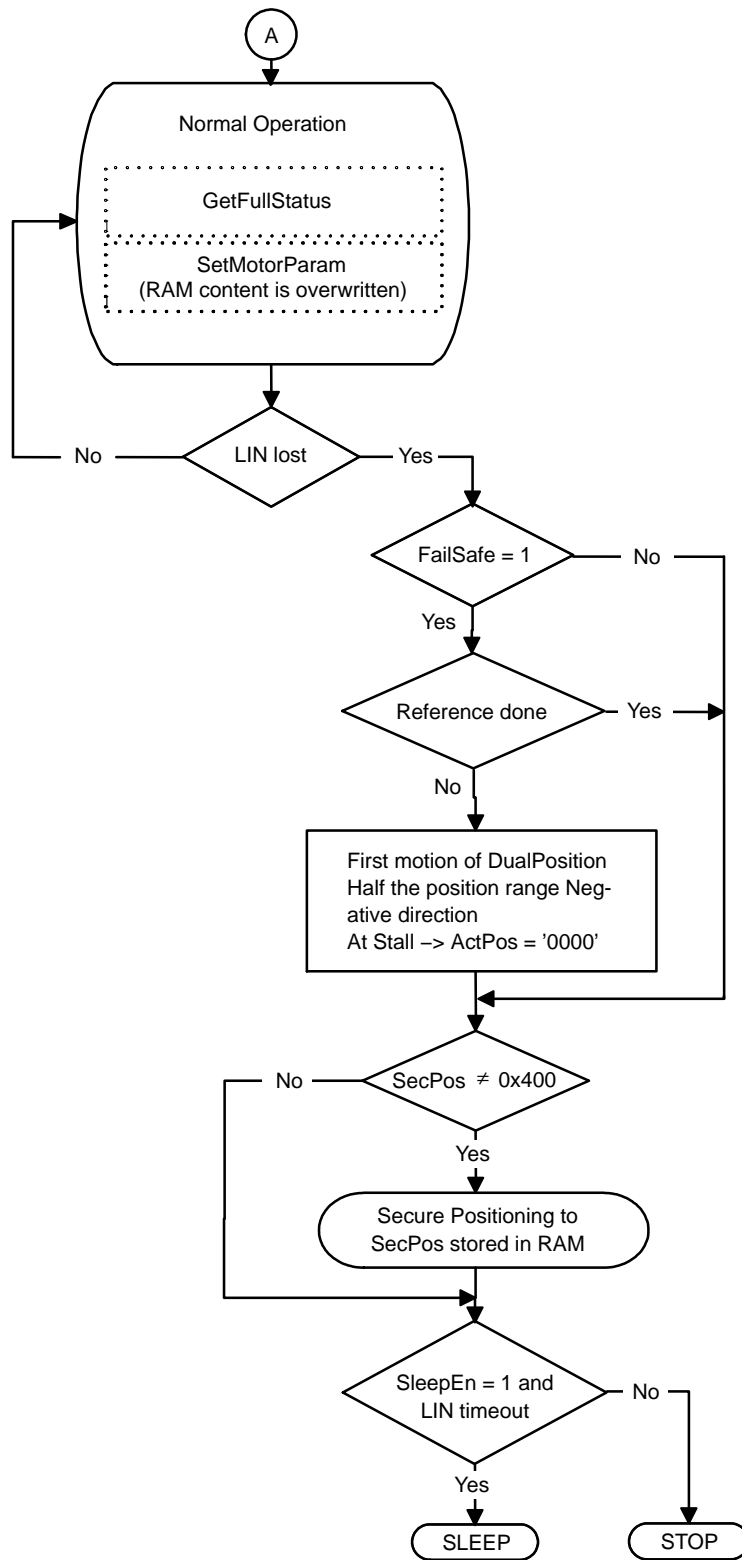 A
Normal Operation
GetFullStatus
SetMotorParam
(RAM content is overwritten)
No
LIN lost
Yes
FailSafe = 1
No
Yes
Reference done
Yes
No
First motion of DualPosition
Half the position range Neg-
ative direction
At Stall –> ActPos = '0000'
No
SecPos ≠ 0x400
Yes
Secure Positioning to
SecPos stored in RAM
SleepEn = 1 and
LIN timeout
No
Yes
SLEEP
STOP